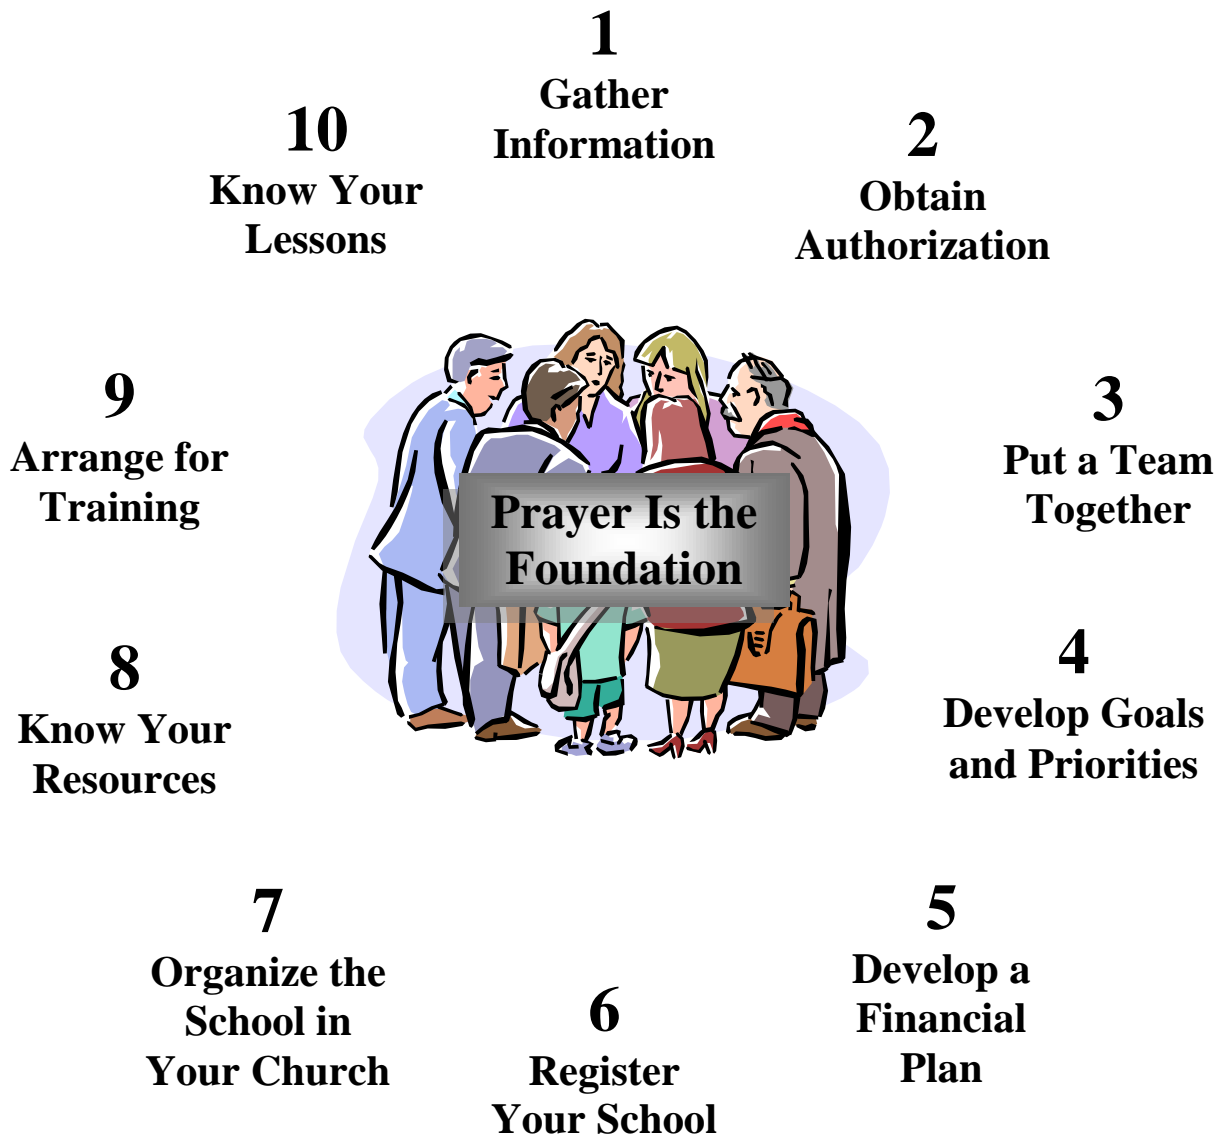 1
Gather
Information
2
Obtain
Authorization
3
Put a Team
Together
4
Develop Goals
and Priorities
5
Develop a
Financial
Plan
6
Register
Your School
7
Organize the
School in
Your Church
8
Know Your
Resources
9
Arrange for
Training
10
Know Your
Lessons
Prayer Is the
Foundation